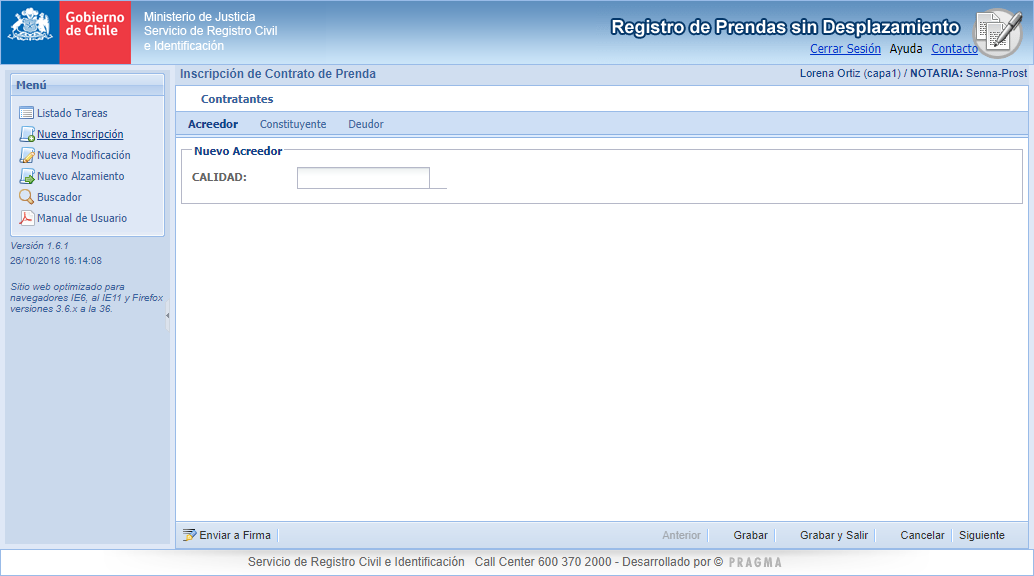 Gobierno
de Chile
Ministerio de Justicia
Servicio de Registro Civil
e Identificación
Registro de Prendas sin Desplazamiento
Cerrar Sesión Ayuda Contacto
Menú
Listado Tareas
Nueva Inscripción
Nueva Modificación
Nuevo Alzamiento
Buscador
Manual de Usuario
Versión 1.6.1
26/10/2018 16:14:08
Sitio web optimizado para
navegadores IE6, al IE11 y Firefox
versiones 3.6.x a la 36.
Inscripción de Contrato de Prenda
Lorena Ortiz (capa1) / NOTARIA: Senna-Prost
Contratantes
Acreedor Constituyente Deudor
Nuevo Acreedor
CALIDAD:
Enviar a Firma Anterior Grabar Grabar y Salir Cancelar Siguiente
Servicio de Registro Civil e Identificación Call Center 600 370 2000 - Desarrollado por © PRAGMA